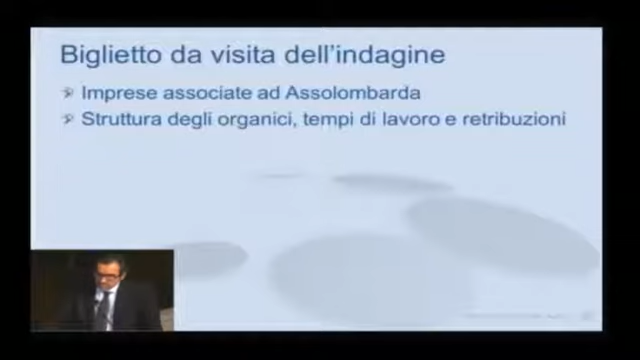 Biglietto da visita dell'indagine
Imprese associate ad Assolombarda
Struttura degli organici, tempi di lavoro e retribuzioni